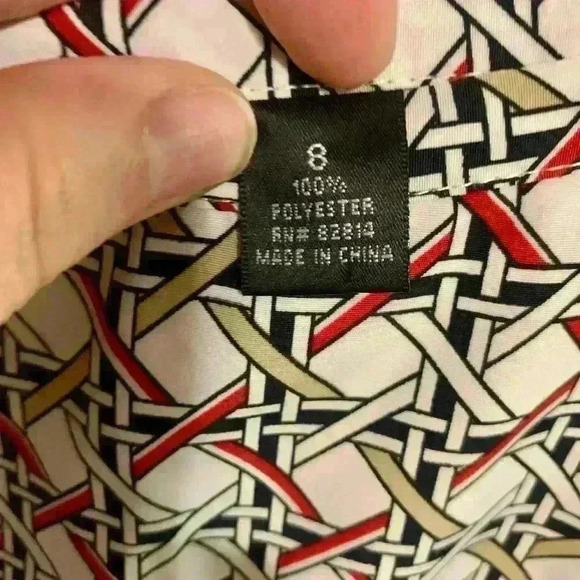 8
100%
POLYESTER
RN# 82814
MADE IN CHINA